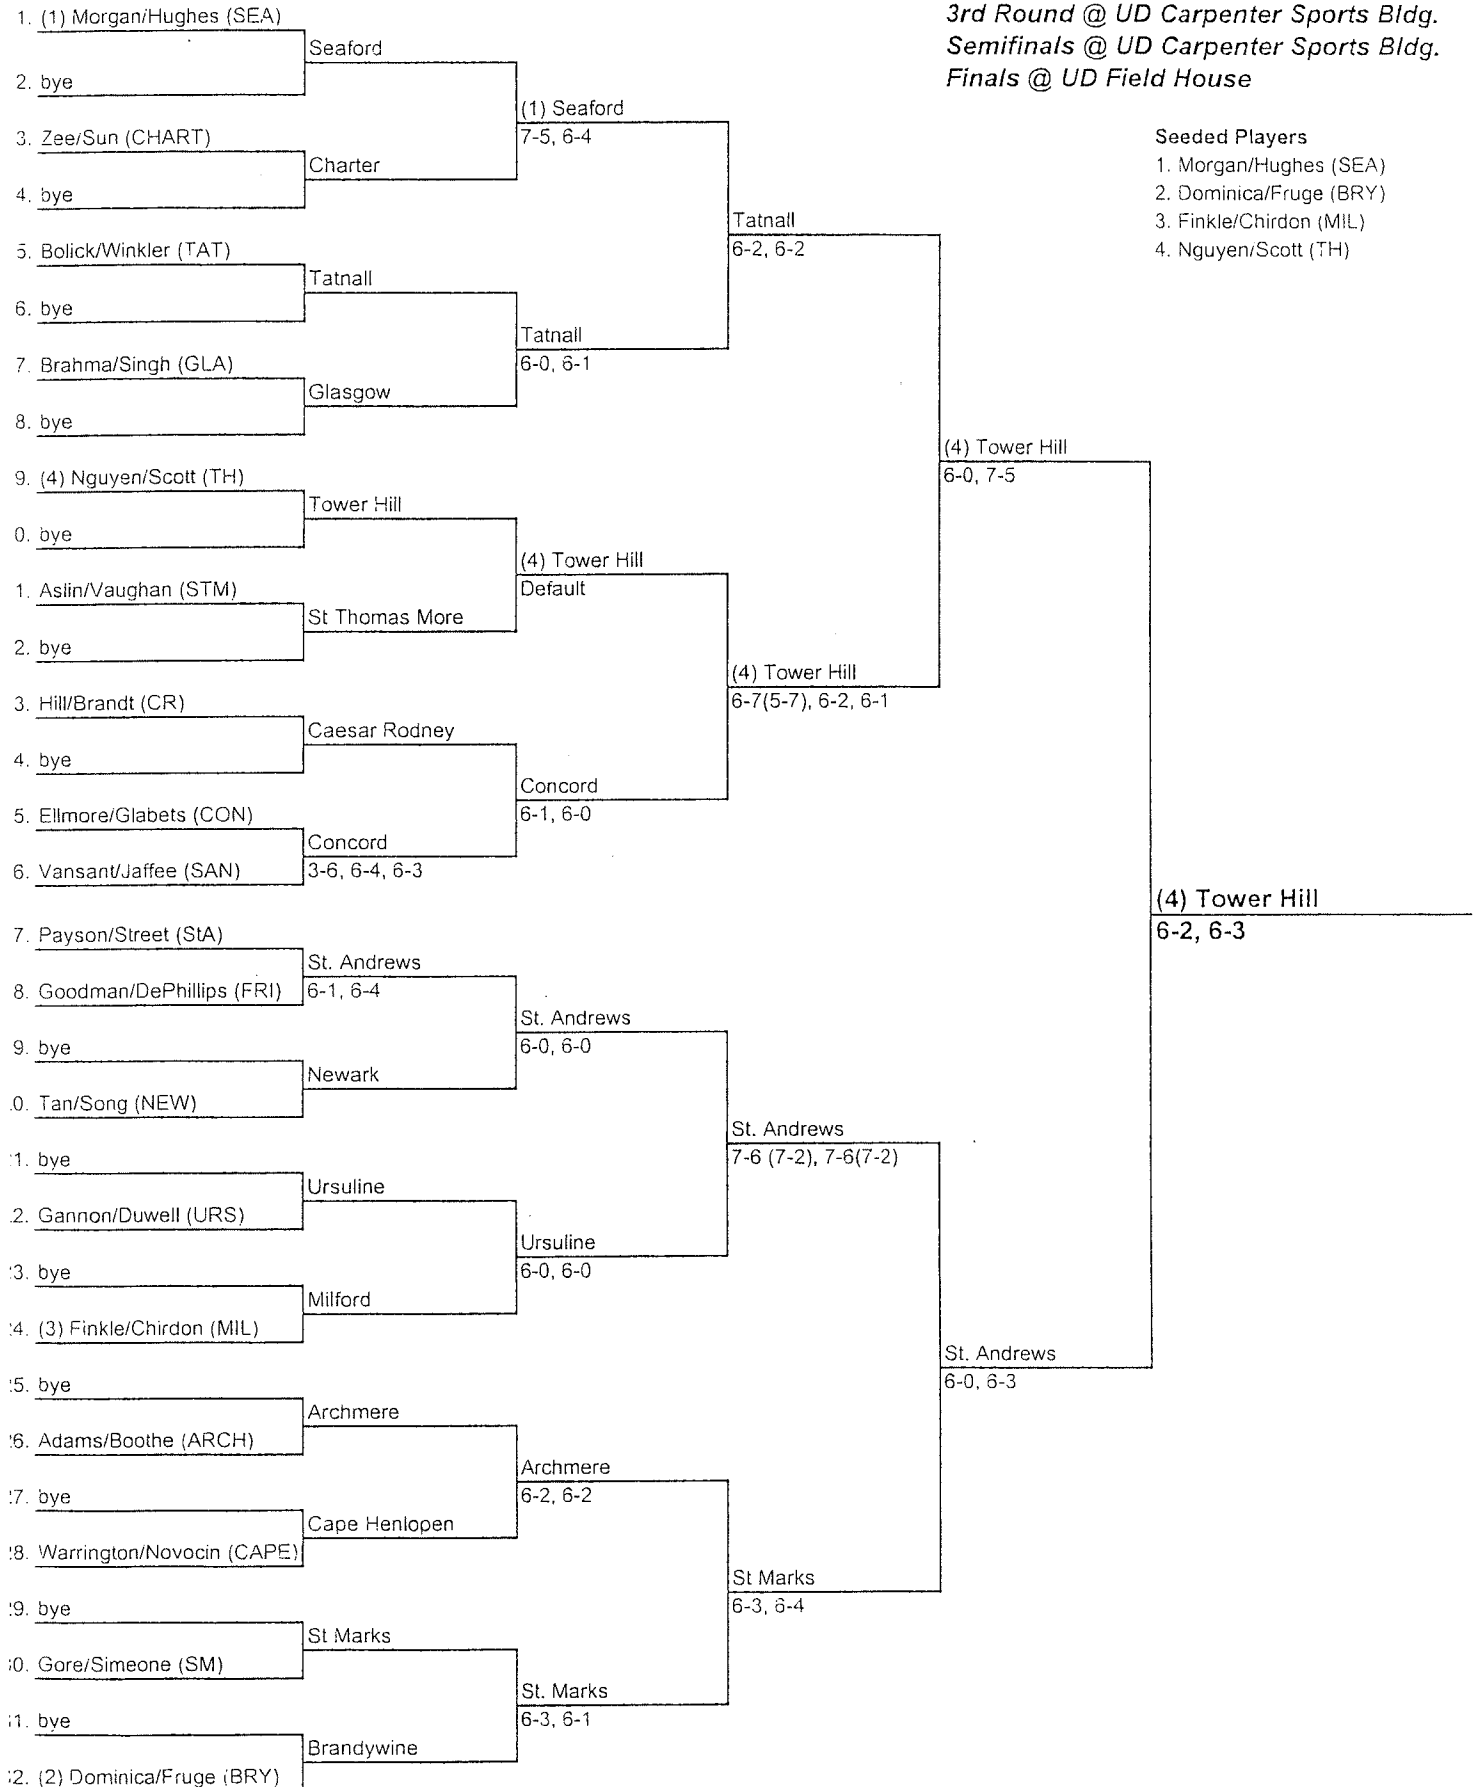 3rd Round @ UD Carpenter Sports Bldg.
Semifinals @ UD Carpenter Sports Bldg.
Finals @ UD Field House
Seeded Players
1. Morgan/Hughes (SEA)
2. Dominica/Fruge (BRY)
3. Finkle/Chirdon (MIL)
4. Nguyen/Scott (TH)
1. (1) Morgan/Hughes (SEA)
2. bye
3. Zee/Sun (CHART)
4. bye
5. Bolick/Winkler (TAT)
6. bye
7. Brahma/Singh (GLA)
8. bye
9. (4) Nguyen/Scott (TH)
0. bye
1. Aslin/Vaughan (STM)
2. bye
3. Hill/Brandt (CR)
4. bye
5. Ellmore/Glabets (CON)
6. Vansant/Jaffee (SAN)
7. Payson/Street (StA)
8. Goodman/DePhillips (FRI)
9. bye
0. Tan/Song (NEW)
1. bye
2. Gannon/Duwell (URS)
3. bye
4. (3) Finkle/Chirdon (MIL)
5. bye
6. Adams/Boothe (ARCH)
7. bye
8. Warrington/Novocin (CAPE)
9. bye
0. Gore/Simeone (SM)
1. bye
2. (2) Dominica/Fruge (BRY)
Seaford
Charter
Tatnall
Glasgow
Tower Hill
St Thomas More
Caesar Rodney
Concord
3-6, 6-4, 6-3
St. Andrews
6-1, 6-4
Newark
Ursuline
Milford
Archmere
Cape Henlopen
St Marks
Brandywine
(1) Seaford
7-5, 6-4
Tatnall
6-0, 6-1
(4) Tower Hill
Default
Concord
6-1, 6-0
St. Andrews
6-0, 6-0
Ursuline
6-0, 6-0
Archmere
6-2, 6-2
St. Marks
6-3, 6-1
Tatnall
6-2, 6-2
(4) Tower Hill
6-7(5-7), 6-2, 6-1
St. Andrews
7-6 (7-2), 7-6(7-2)
St Marks
6-3, 6-4
(4) Tower Hill
6-0, 7-5
St. Andrews
6-0, 6-3
(4) Tower Hill
6-2, 6-3